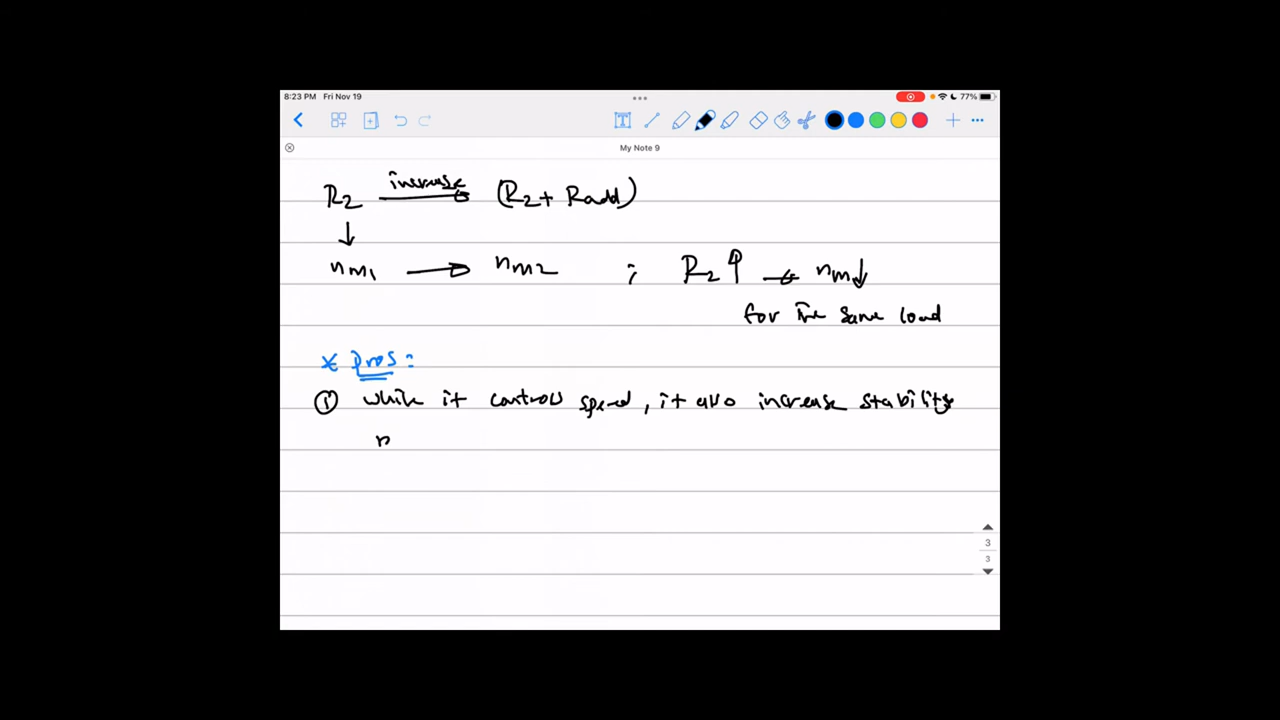 8:23 PM Fri Nov 19
77%
My Note 9
R2 increase (R2 + Radd)
nm1 → nm2 ; R2↑ → nm↓
for the same load
* Pros:
① while it controls speed, it also increase stability
r
3
3